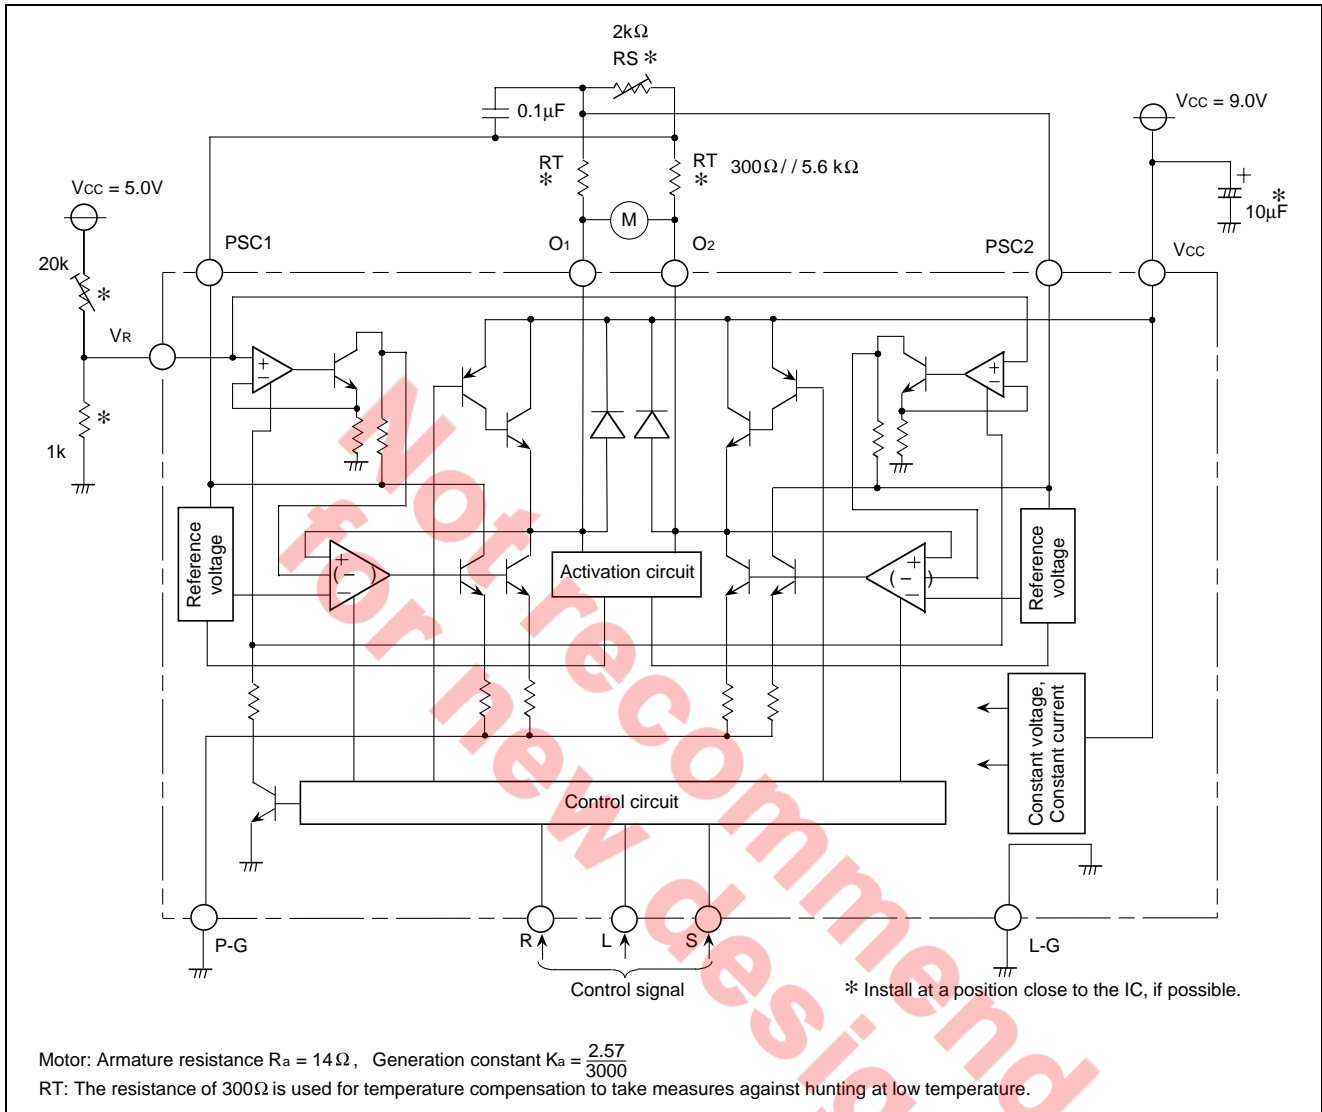 2kΩ
RS *
0.1µF
VCC = 9.0V
RT
*
RT
*
300Ω// 5.6 kΩ
+
*
10µF
VCC = 5.0V
20k
*
PSC1
O1
M
O2
PSC2
VCC
VR
*
1k
+
−
+
−
Reference voltage
+
(−)
−
Activation circuit
+
(−)
−
Reference voltage
Constant voltage,
Constant current
Control circuit
P-G
R
L
S
L-G
Control signal
* Install at a position close to the IC, if possible.
Motor: Armature resistance Ra = 14Ω, Generation constant Ka = 2.57/3000
RT: The resistance of 300Ω is used for temperature compensation to take measures against hunting at low temperature.
Not recommend
for new desig